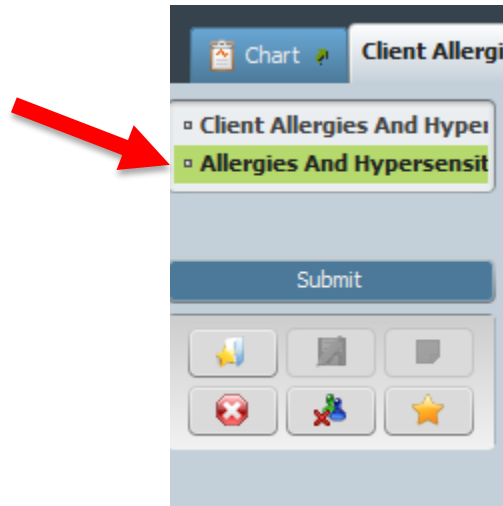 Chart
Client Allergi
Client Allergies And Hyper
Allergies And Hypersensit
Submit